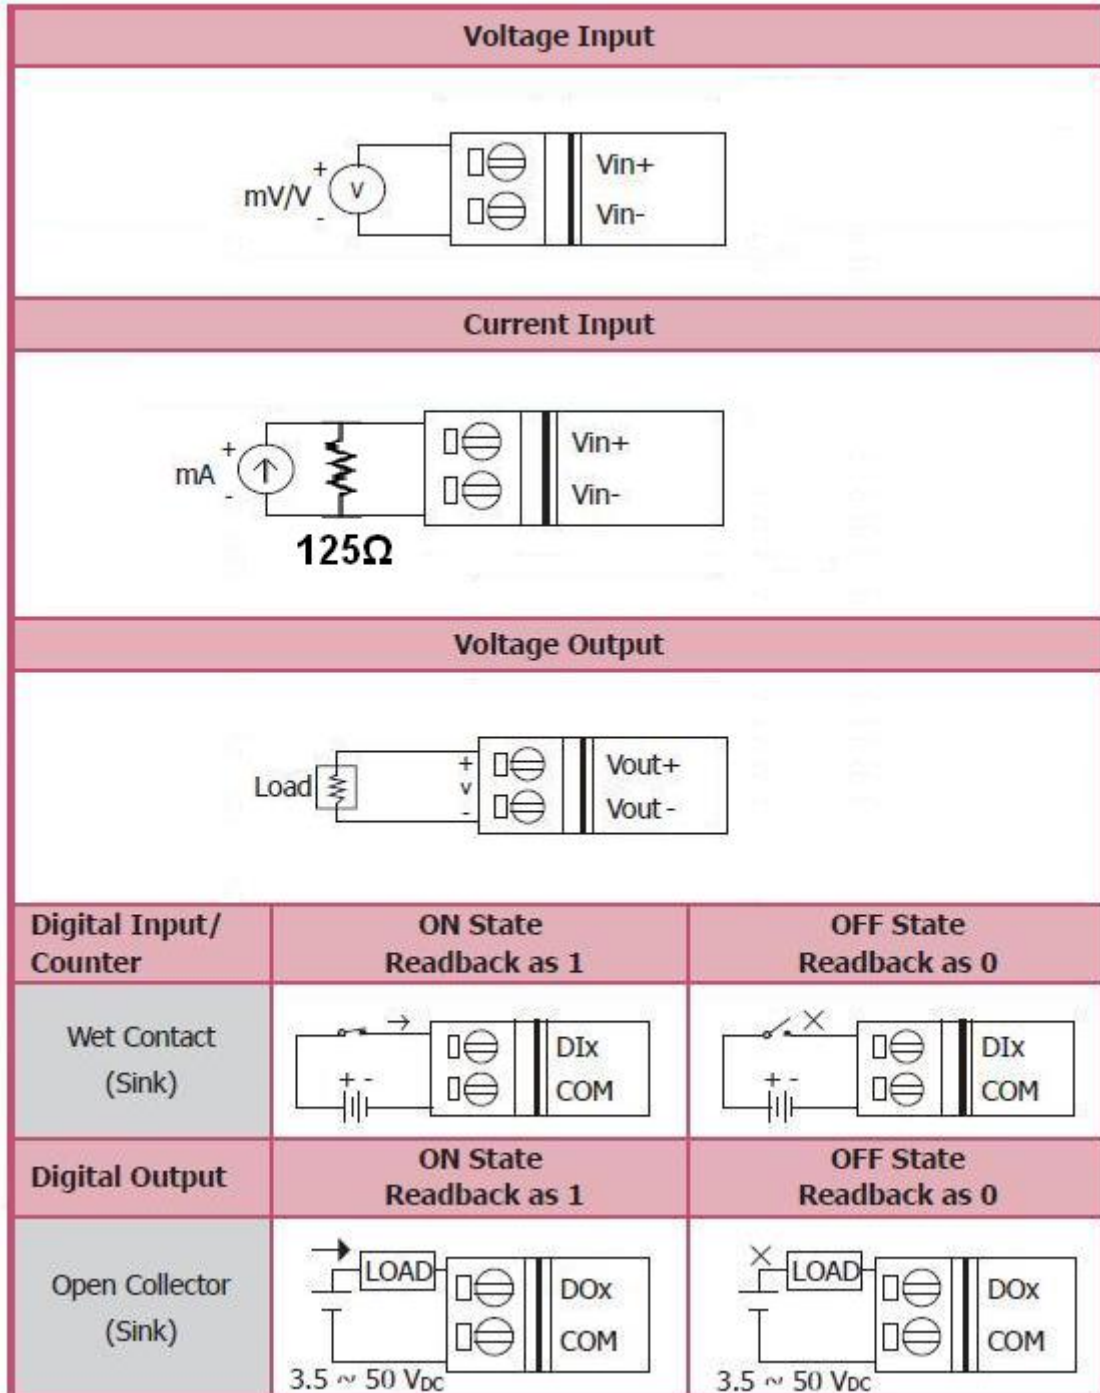 Voltage Input
+
mV/V
V
-
Vin+
Vin-
Current Input
+
mA
-
125Ω
Vin+
Vin-
Voltage Output
Load
+
v
-
Vout+
Vout -
Digital Input/
Counter
ON State
Readback as 1
OFF State
Readback as 0
Wet Contact
(Sink)
+ -
DIx
COM
+ -
DIx
COM
Digital Output
ON State
Readback as 1
OFF State
Readback as 0
Open Collector
(Sink)
LOAD
DOx
COM
3.5 ~ 50 VDC
LOAD
DOx
COM
3.5 ~ 50 VDC